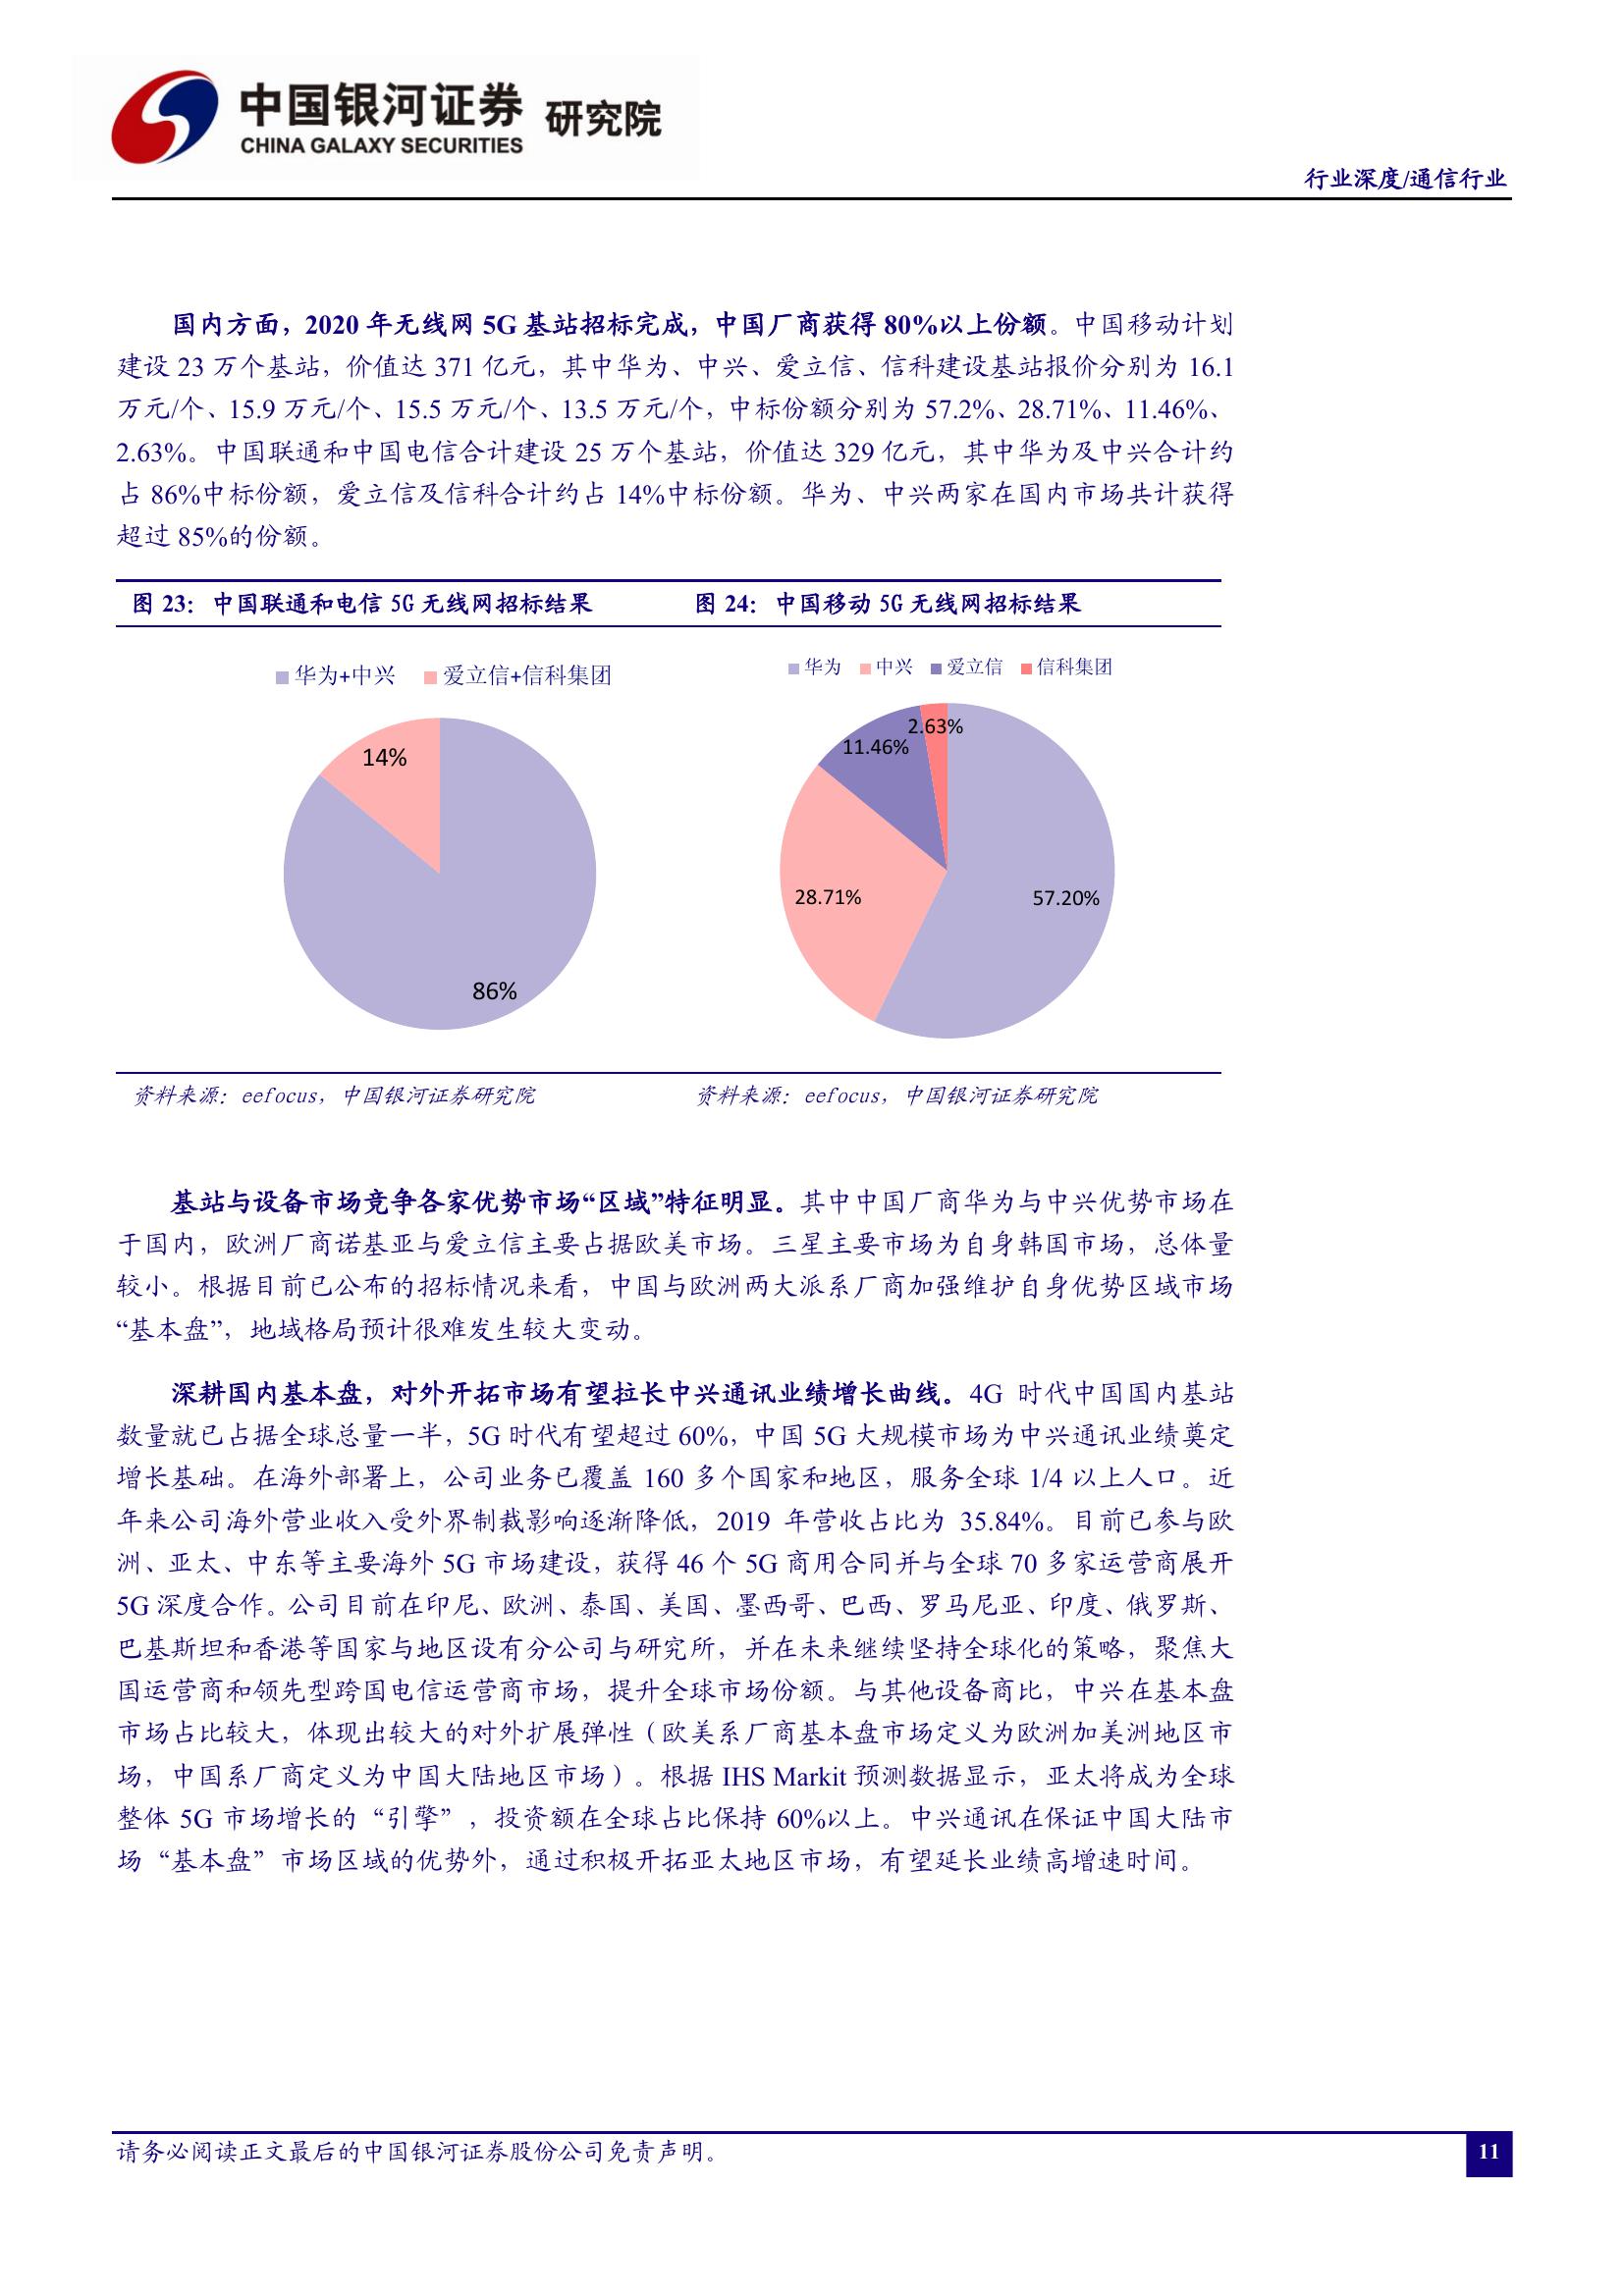 中国银河证券 研究院
CHINA GALAXY SECURITIES
行业深度/通信行业
国内方面，2020 年无线网 5G 基站招标完成，中国厂商获得 80%以上份额。中国移动计划
建设 23 万个基站，价值达 371 亿元，其中华为、中兴、爱立信、信科建设基站报价分别为 16.1
万元/个、15.9 万元/个、15.5 万元/个、13.5 万元/个，中标份额分别为 57.2%、28.71%、11.46%、
2.63%。中国联通和中国电信合计建设 25 万个基站，价值达 329 亿元，其中华为及中兴合计约
占 86%中标份额，爱立信及信科合计约占 14%中标份额。华为、中兴两家在国内市场共计获得
超过 85%的份额。
图 23：中国联通和电信 5G 无线网招标结果
华为+中兴 爱立信+信科集团
14%
86%
资料来源：eefocus，中国银河证券研究院
图 24：中国移动 5G 无线网招标结果
华为 中兴 爱立信 信科集团
2.63%
11.46%
28.71%
57.20%
资料来源：eefocus，中国银河证券研究院
基站与设备市场竞争各家优势市场“区域”特征明显。其中中国厂商华为与中兴优势市场在
于国内，欧洲厂商诺基亚与爱立信主要占据欧美市场。三星主要市场为自身韩国市场，总体量
较小。根据目前已公布的招标情况来看，中国与欧洲两大派系厂商加强维护自身优势区域市场
“基本盘”，地域格局预计很难发生较大变动。
深耕国内基本盘，对外开拓市场有望拉长中兴通讯业绩增长曲线。4G 时代中国国内基站
数量就已占据全球总量一半，5G 时代有望超过 60%，中国 5G 大规模市场为中兴通讯业绩奠定
增长基础。在海外部署上，公司业务已覆盖 160 多个国家和地区，服务全球 1/4 以上人口。近
年来公司海外营业收入受外界制裁影响逐渐降低，2019 年营收占比为 35.84%。目前已参与欧
洲、亚太、中东等主要海外 5G 市场建设，获得 46 个 5G 商用合同并与全球 70 多家运营商展开
5G 深度合作。公司目前在印尼、欧洲、泰国、美国、墨西哥、巴西、罗马尼亚、印度、俄罗斯、
巴基斯坦和香港等国家与地区设有分公司与研究所，并在未来继续坚持全球化的策略，聚焦大
国运营商和领先型跨国电信运营商市场，提升全球市场份额。与其他设备商比，中兴在基本盘
市场占比较大，体现出较大的对外扩展弹性（欧美系厂商基本盘市场定义为欧洲加美洲地区市
场，中国系厂商定义为中国大陆地区市场）。根据 IHS Markit 预测数据显示，亚太将成为全球
整体 5G 市场增长的“引擎”，投资额在全球占比保持 60%以上。中兴通讯在保证中国大陆市
场“基本盘”市场区域的优势外，通过积极开拓亚太地区市场，有望延长业绩高增速时间。
请务必阅读正文最后的中国银河证券股份公司免责声明。
11